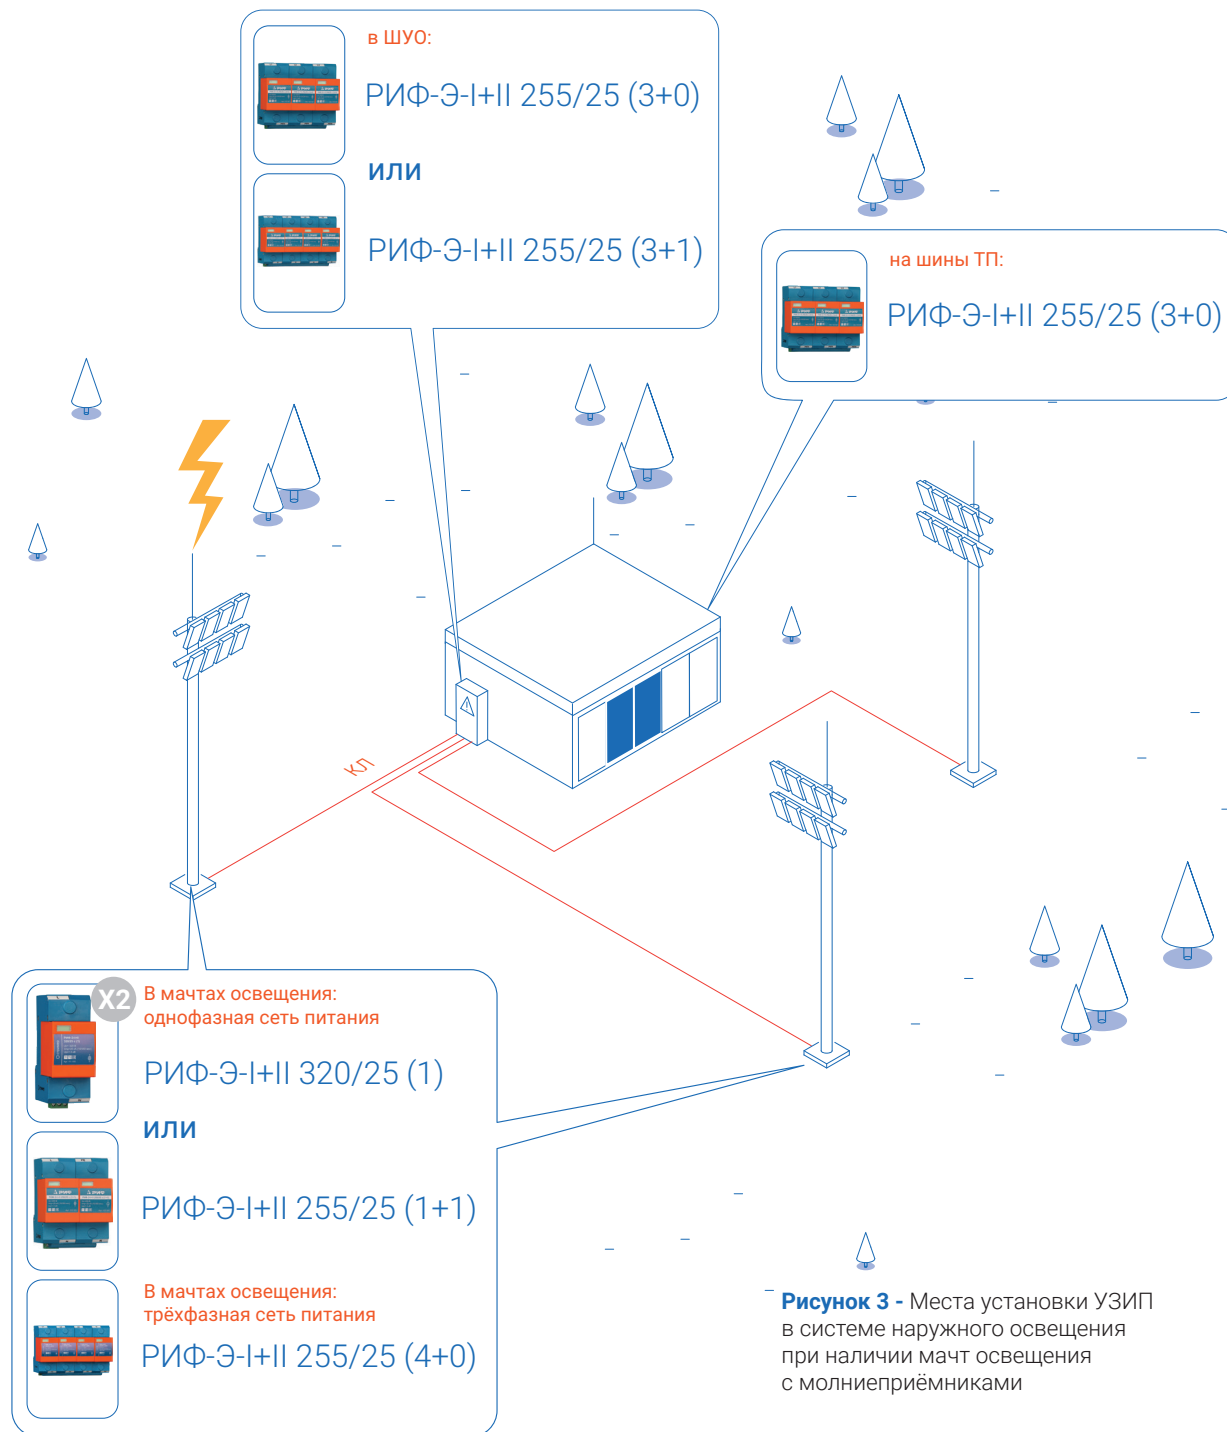 в ШУО:
РИФ-Э-I+II 255/25 (3+0)
или
РИФ-Э-I+II 255/25 (3+1)
на шины ТП:
РИФ-Э-I+II 255/25 (3+0)
КЛ
X2
В мачтах освещения:
однофазная сеть питания
РИФ-Э-I+II 320/25 (1)
или
РИФ-Э-I+II 255/25 (1+1)
В мачтах освещения:
трёхфазная сеть питания
РИФ-Э-I+II 255/25 (4+0)
Рисунок 3 - Места установки УЗИП
в системе наружного освещения
при наличии мачт освещения
с молниеприёмниками